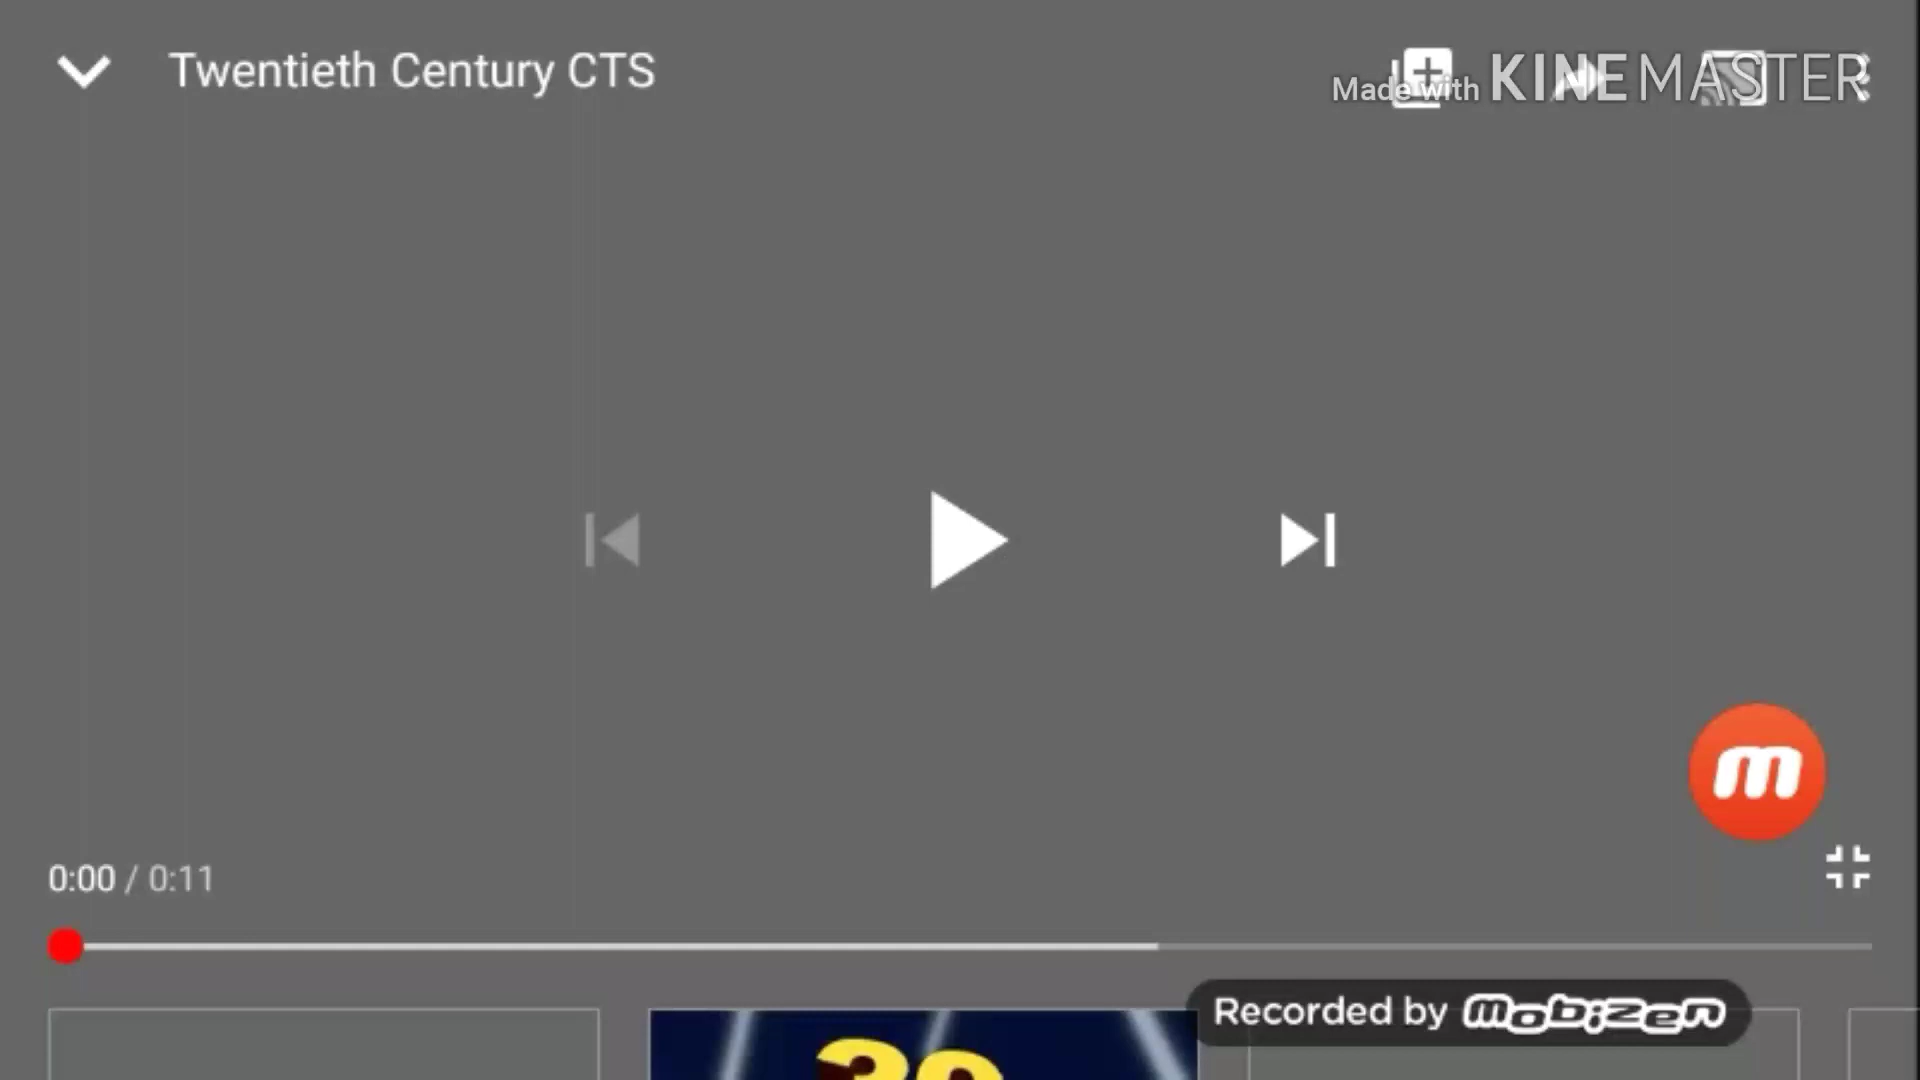 Twentieth Century CTS
Made with KINEMASTER
m
0:00 / 0:11
Recorded by mobizen